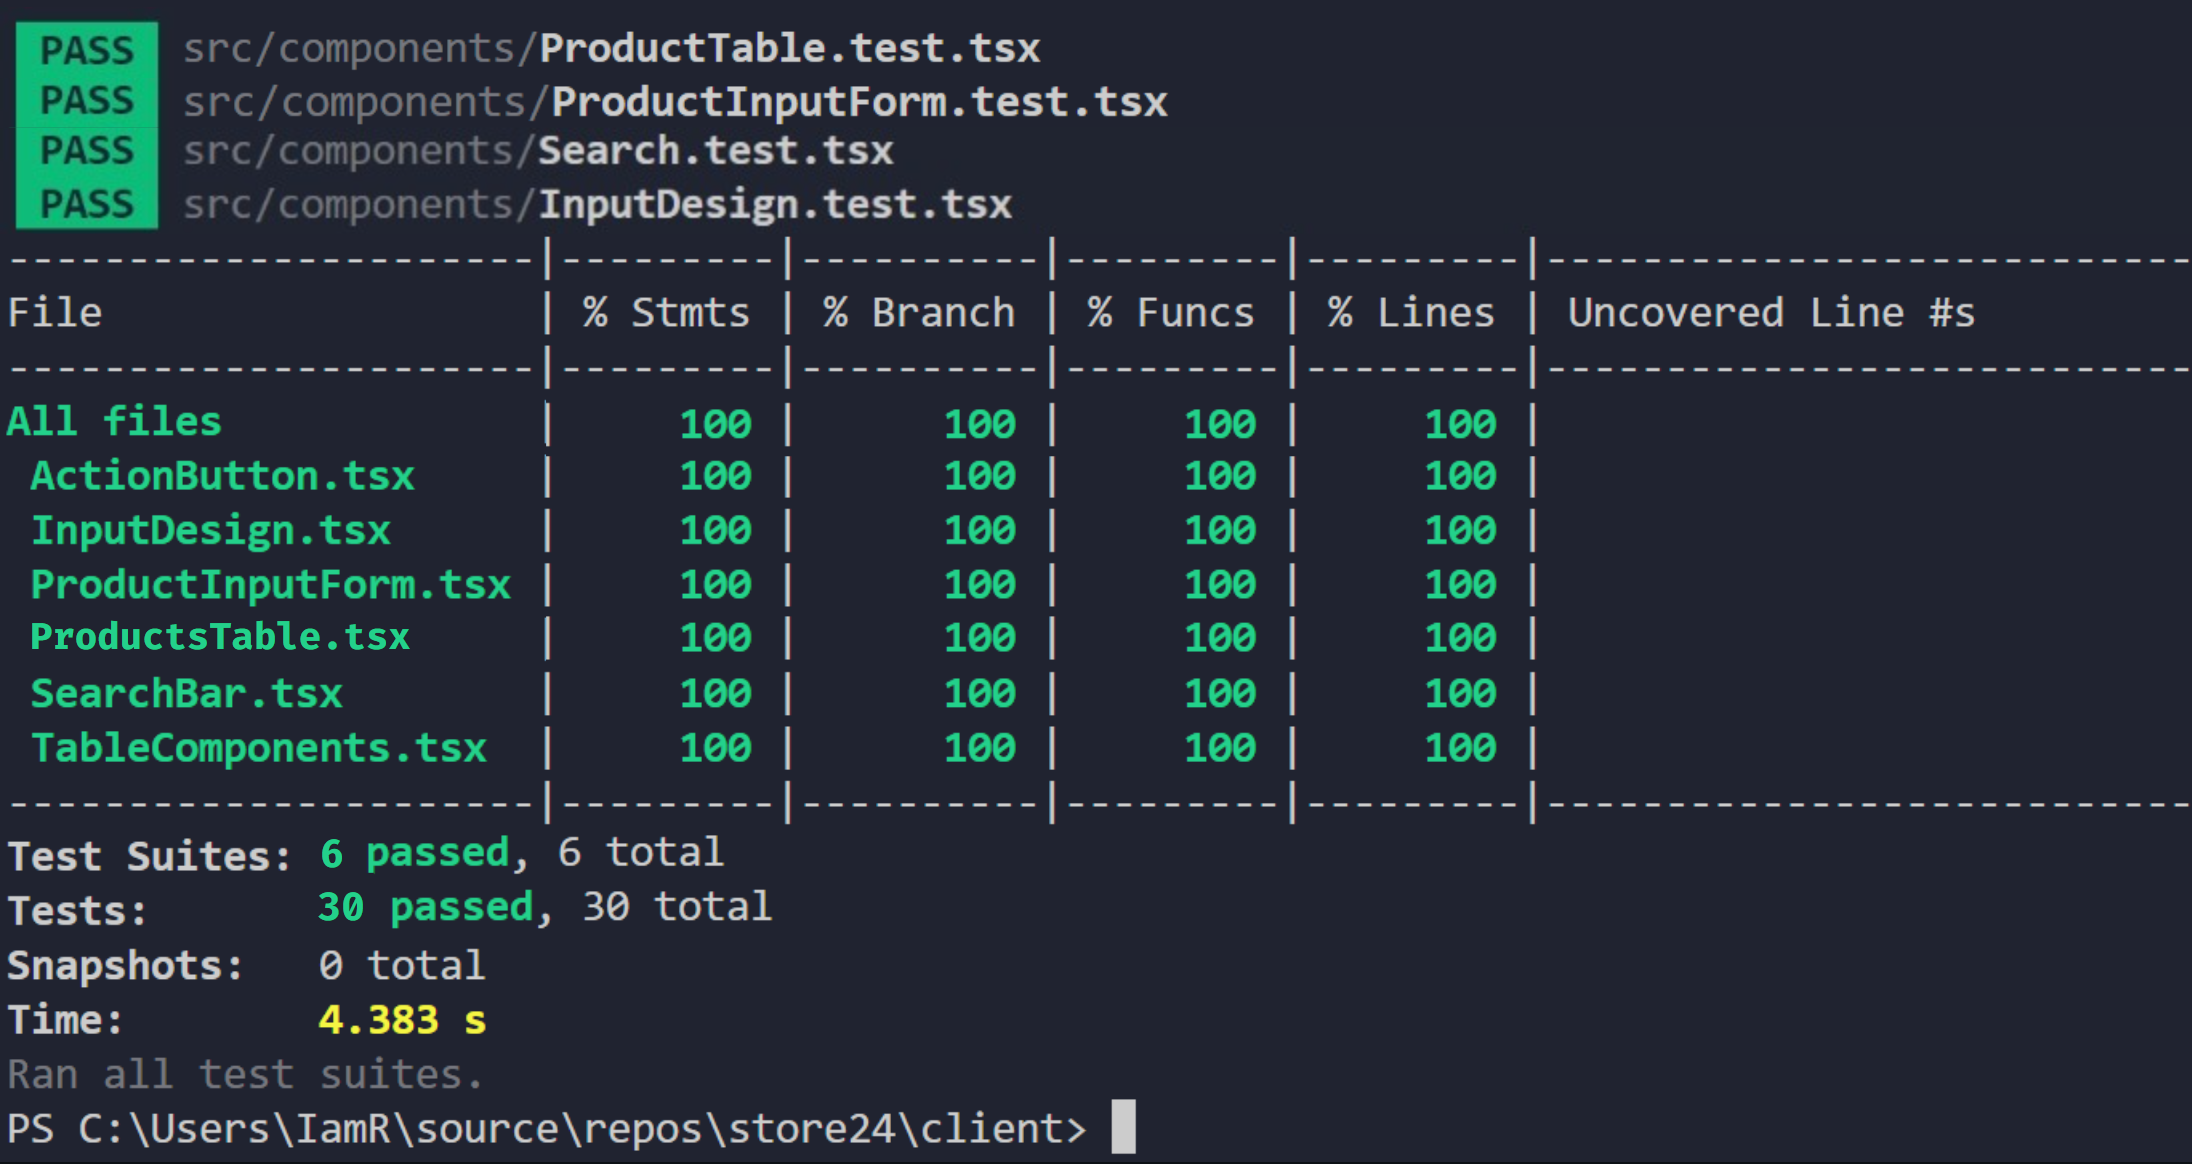 PASS src/components/ProductTable.test.tsx
PASS src/components/ProductInputForm.test.tsx
PASS src/components/Search.test.tsx
PASS src/components/InputDesign.test.tsx
----------------------|---------|----------|---------|---------|---------------------------
File                  | % Stmts | % Branch | % Funcs | % Lines | Uncovered Line #s
----------------------|---------|----------|---------|---------|---------------------------
All files             |     100 |      100 |     100 |     100 |
 ActionButton.tsx     |     100 |      100 |     100 |     100 |
 InputDesign.tsx      |     100 |      100 |     100 |     100 |
 ProductInputForm.tsx |     100 |      100 |     100 |     100 |
 ProductsTable.tsx    |     100 |      100 |     100 |     100 |
 SearchBar.tsx        |     100 |      100 |     100 |     100 |
 TableComponents.tsx  |     100 |      100 |     100 |     100 |
----------------------|---------|----------|---------|---------|---------------------------
Test Suites: 6 passed, 6 total
Tests:       30 passed, 30 total
Snapshots:   0 total
Time:        4.383 s
Ran all test suites.
PS C:\Users\IamR\source\repos\store24\client>